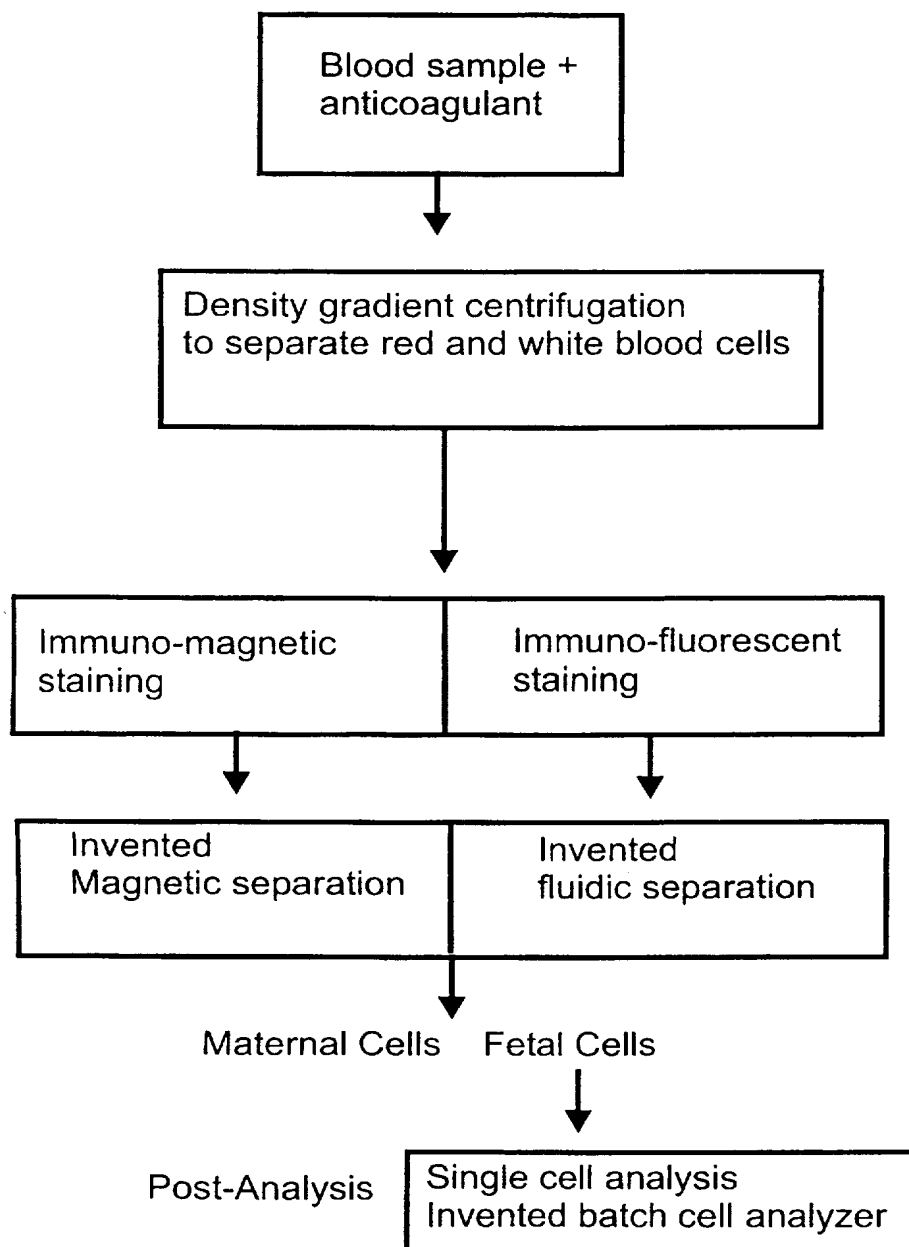 Blood sample +
anticoagulant
Density gradient centrifugation
to separate red and white blood cells
Immuno-magnetic
staining
Immuno-fluorescent
staining
Invented
Magnetic separation
Invented
fluidic separation
Maternal Cells Fetal Cells
Post-Analysis
Single cell analysis
Invented batch cell analyzer